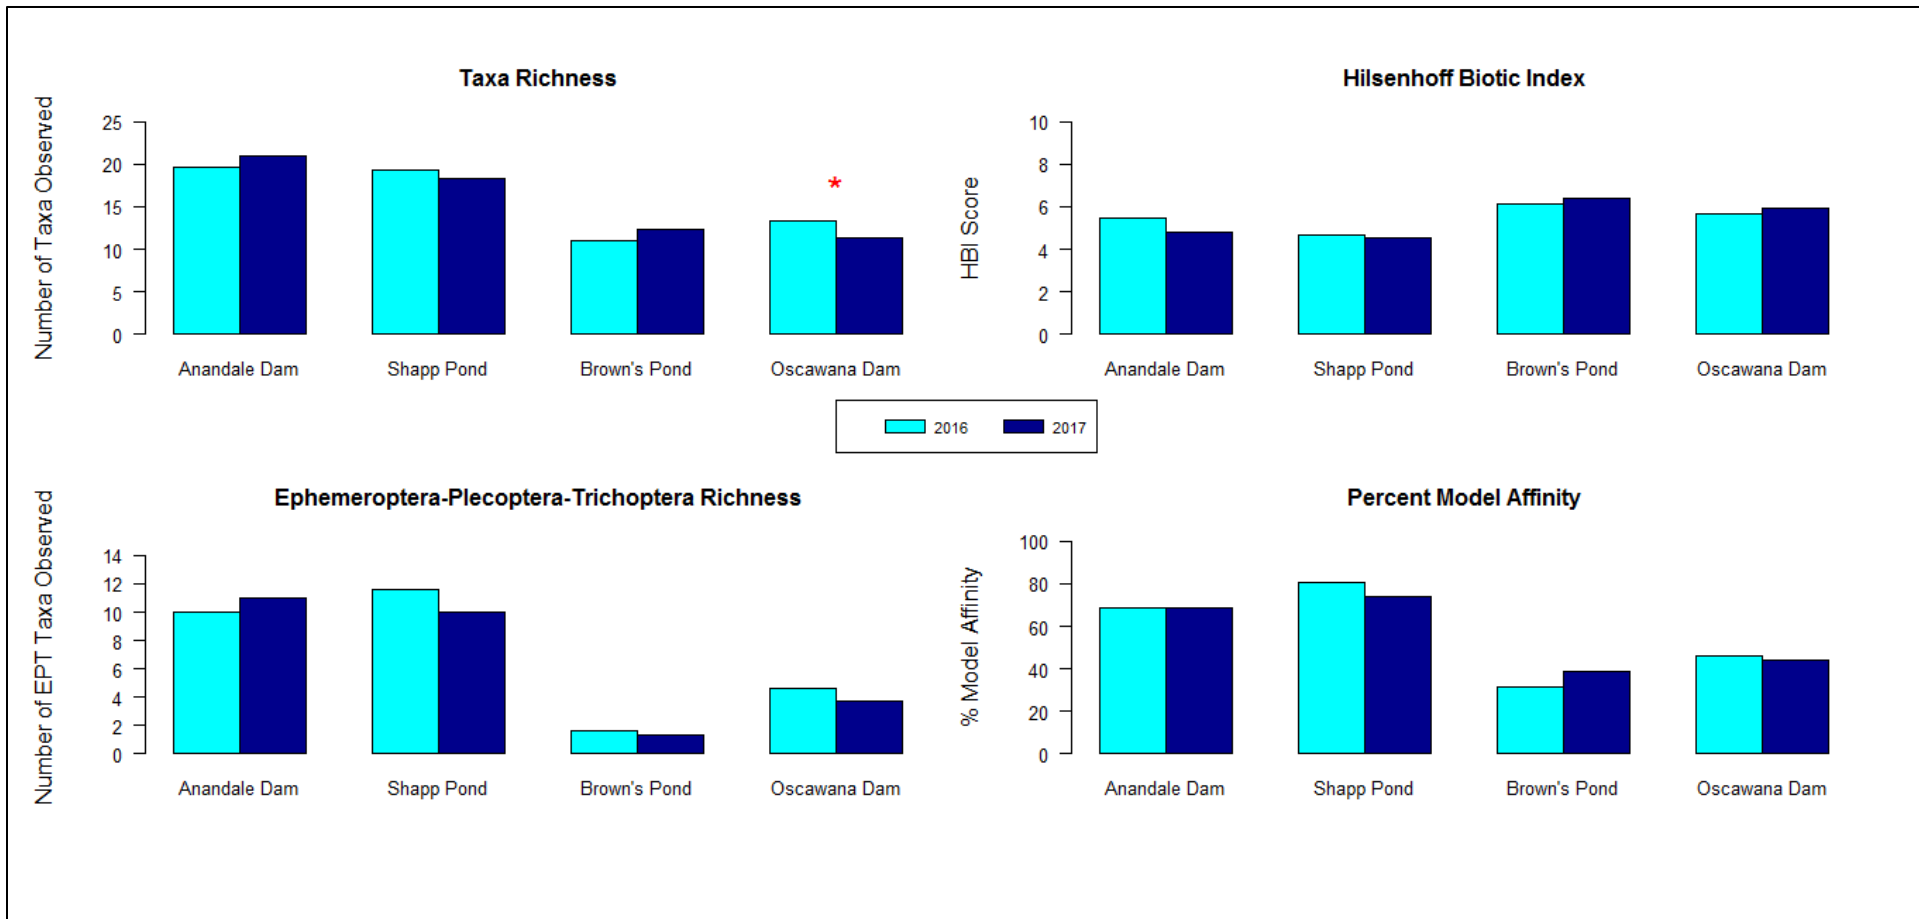 Taxa Richness
Number of Taxa Observed
25
20
15
10
5
0
*
Anandale Dam Shapp Pond Brown's Pond Oscawana Dam
Hilsenhoff Biotic Index
HBI Score
10
8
6
4
2
0
Anandale Dam Shapp Pond Brown's Pond Oscawana Dam
2016 2017
Ephemeroptera-Plecoptera-Trichoptera Richness
Number of EPT Taxa Observed
14
12
10
8
6
4
2
0
Anandale Dam Shapp Pond Brown's Pond Oscawana Dam
Percent Model Affinity
% Model Affinity
100
80
60
40
20
0
Anandale Dam Shapp Pond Brown's Pond Oscawana Dam